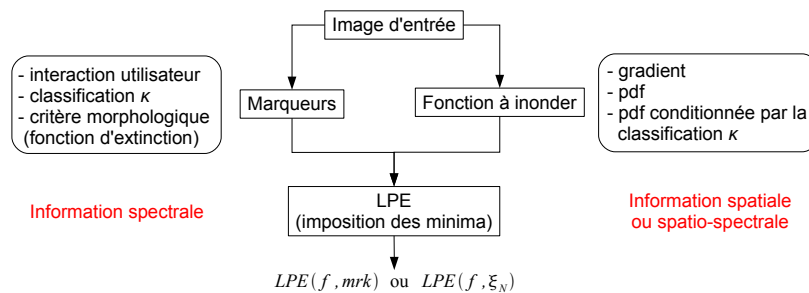 Image d'entrée
- interaction utilisateur
- classification κ
- critère morphologique
(fonction d'extinction)
Marqueurs
Fonction à inonder
- gradient
- pdf
- pdf conditionnée par la
classification κ
Information spectrale
LPE
(imposition des minima)
Information spatiale
ou spatio-spectrale
LPE(f,mrk) ou LPE(f,ξ_N)